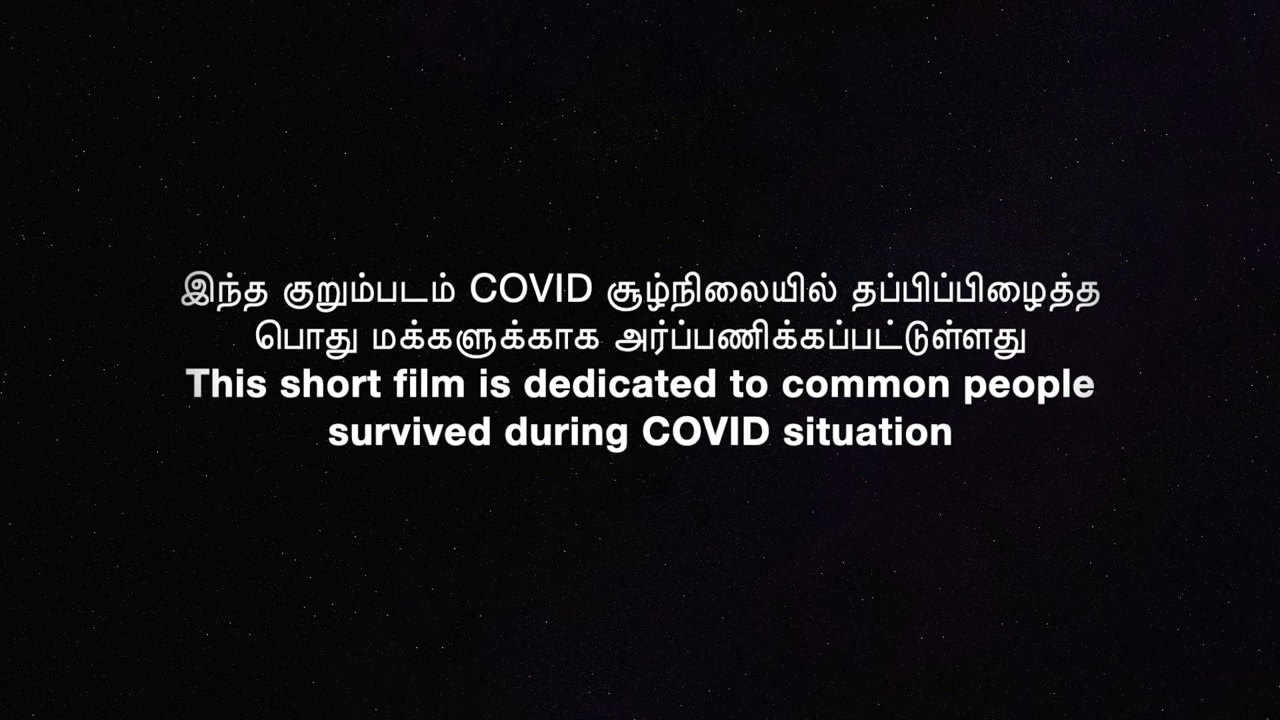 இந்த குறும்படம் COVID சூழ்நிலையில் தப்பிப்பிழைத்த
பொது மக்களுக்காக அர்ப்பணிக்கப்பட்டுள்ளது
This short film is dedicated to common people
survived during COVID situation